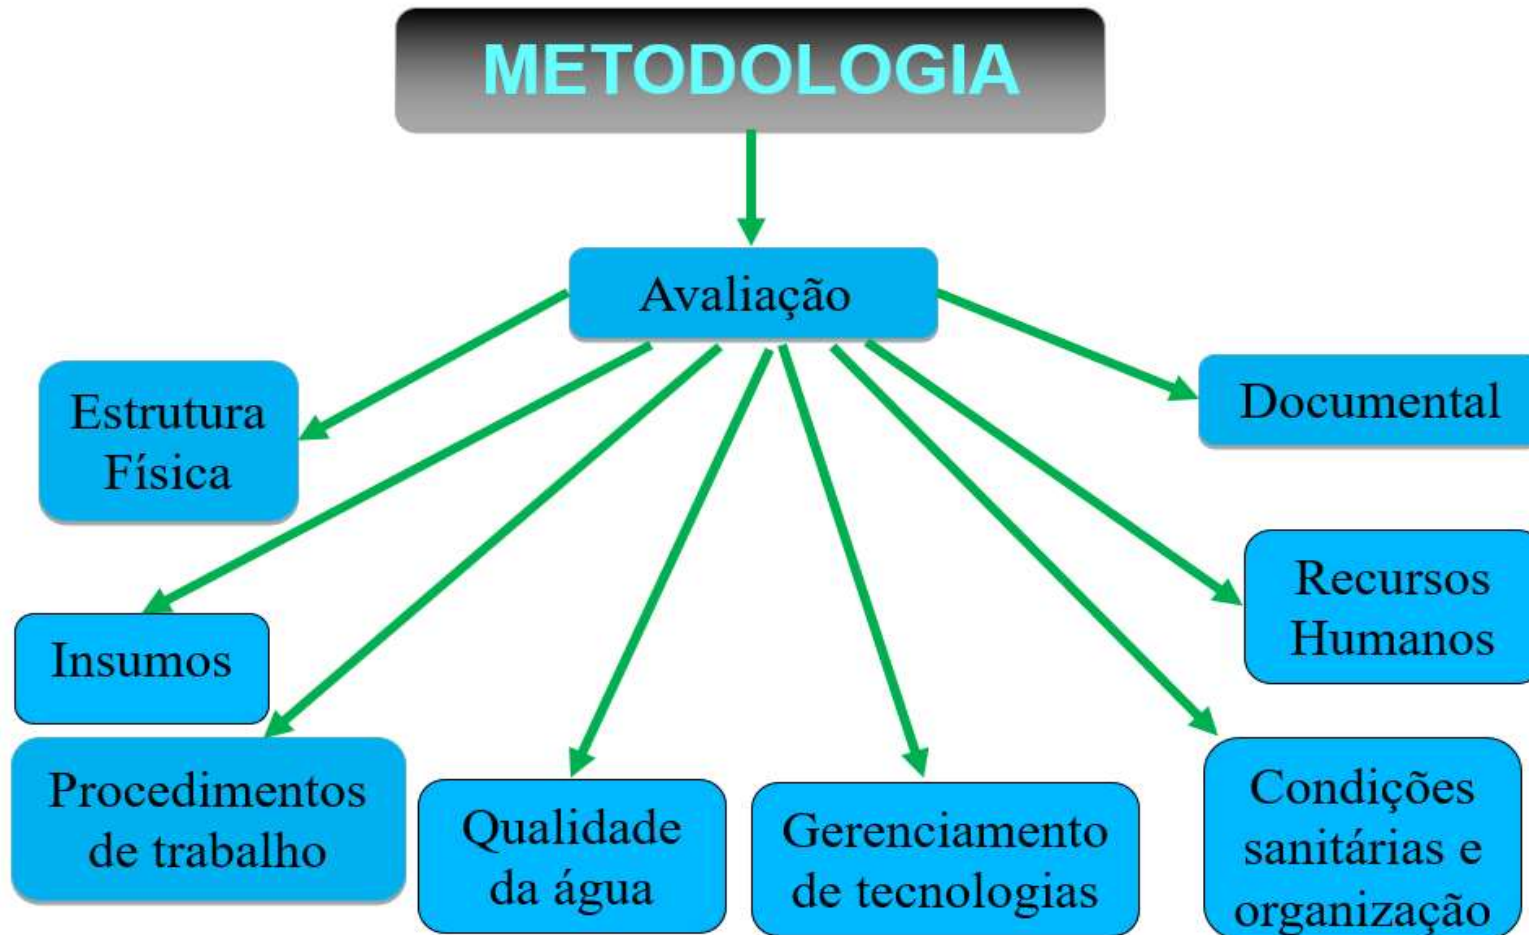 METODOLOGIA
Avaliação
Estrutura
Física
Documental
Insumos
Recursos
Humanos
Procedimentos
de trabalho
Qualidade
da água
Gerenciamento
de tecnologias
Condições
sanitárias e
organização